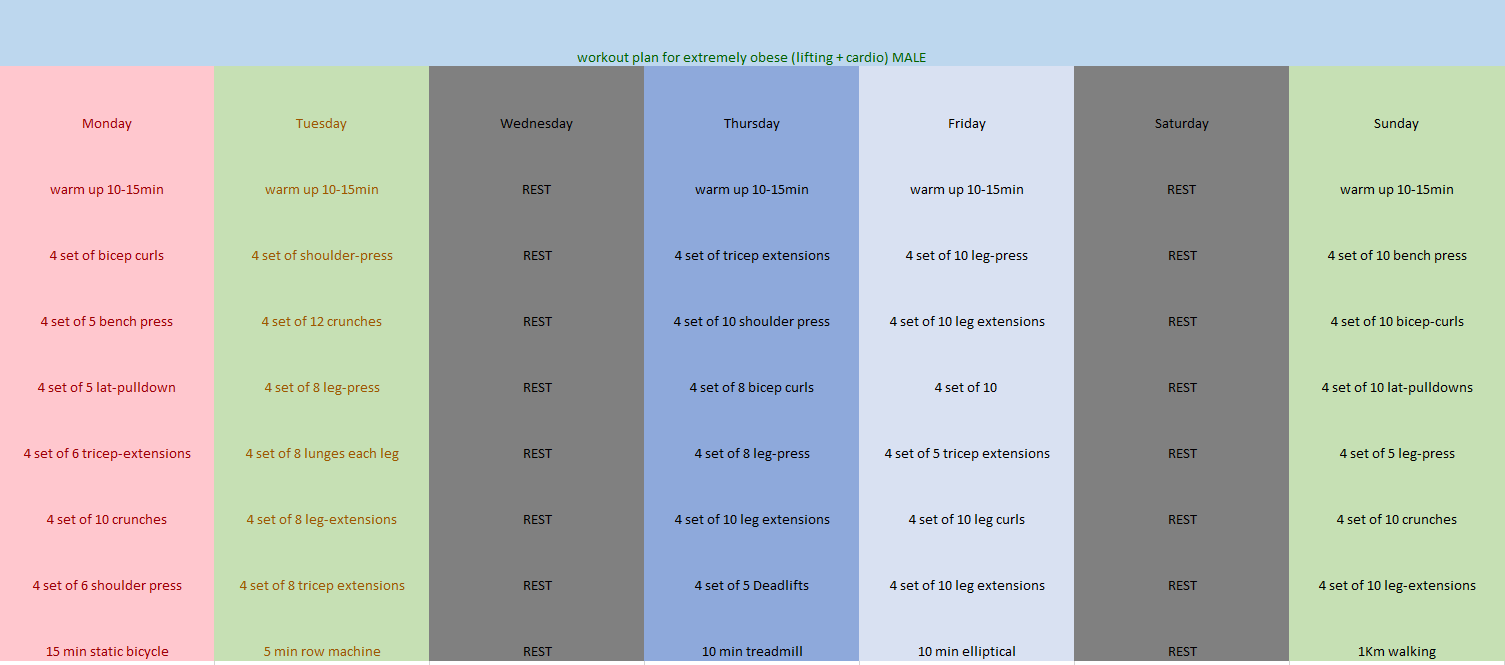 workout plan for extremely obese (lifting + cardio) MALE
Monday Tuesday Wednesday Thursday Friday Saturday Sunday
warm up 10-15min warm up 10-15min REST warm up 10-15min warm up 10-15min REST warm up 10-15min
4 set of bicep curls 4 set of shoulder-press REST 4 set of tricep extensions 4 set of 10 leg-press REST 4 set of 10 bench press
4 set of 5 bench press 4 set of 12 crunches REST 4 set of 10 shoulder press 4 set of 10 leg extensions REST 4 set of 10 bicep-curls
4 set of 5 lat-pulldown 4 set of 8 leg-press REST 4 set of 8 bicep curls 4 set of 10 REST 4 set of 10 lat-pulldowns
4 set of 6 tricep-extensions 4 set of 8 lunges each leg REST 4 set of 8 leg-press 4 set of 5 tricep extensions REST 4 set of 5 leg-press
4 set of 10 crunches 4 set of 8 leg-extensions REST 4 set of 10 leg extensions 4 set of 10 leg curls REST 4 set of 10 crunches
4 set of 6 shoulder press 4 set of 8 tricep extensions REST 4 set of 5 Deadlifts 4 set of 10 leg extensions REST 4 set of 10 leg-extensions
15 min static bicycle 5 min row machine REST 10 min treadmill 10 min elliptical REST 1Km walking